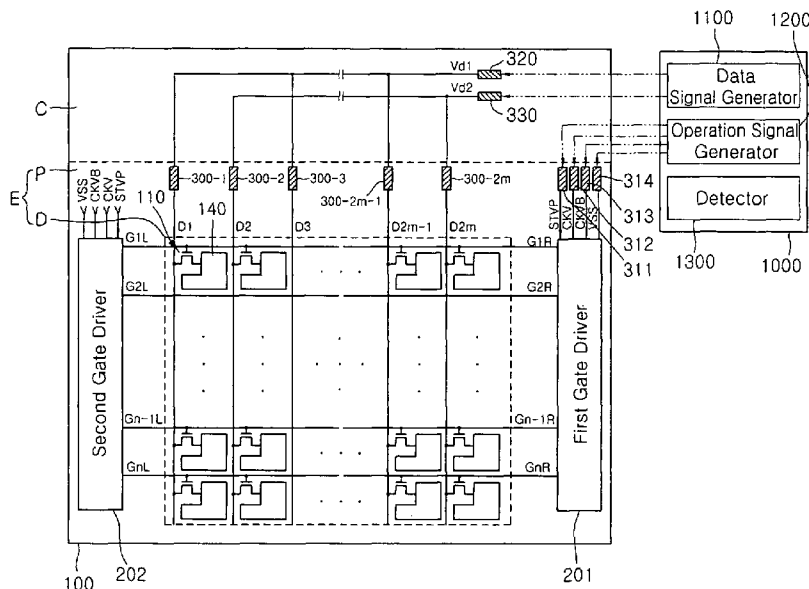 1100
1200
320
Vd1
Vd2
330
C
Data
Signal Generator
Operation Signal
Generator
Detector
1300
1000
P
E
D
VSS
CKVB
CKV
STVP
110
140
300-1
300-2
300-3
300-2m-1
300-2m
STVP
CKV
CKVB
VSS
314
313
312
311
D1
D2
D3
D2m-1
D2m
G1L
G1R
G2L
G2R
Second Gate Driver
First Gate Driver
Gn-1L
Gn-1R
GnL
GnR
100
202
201